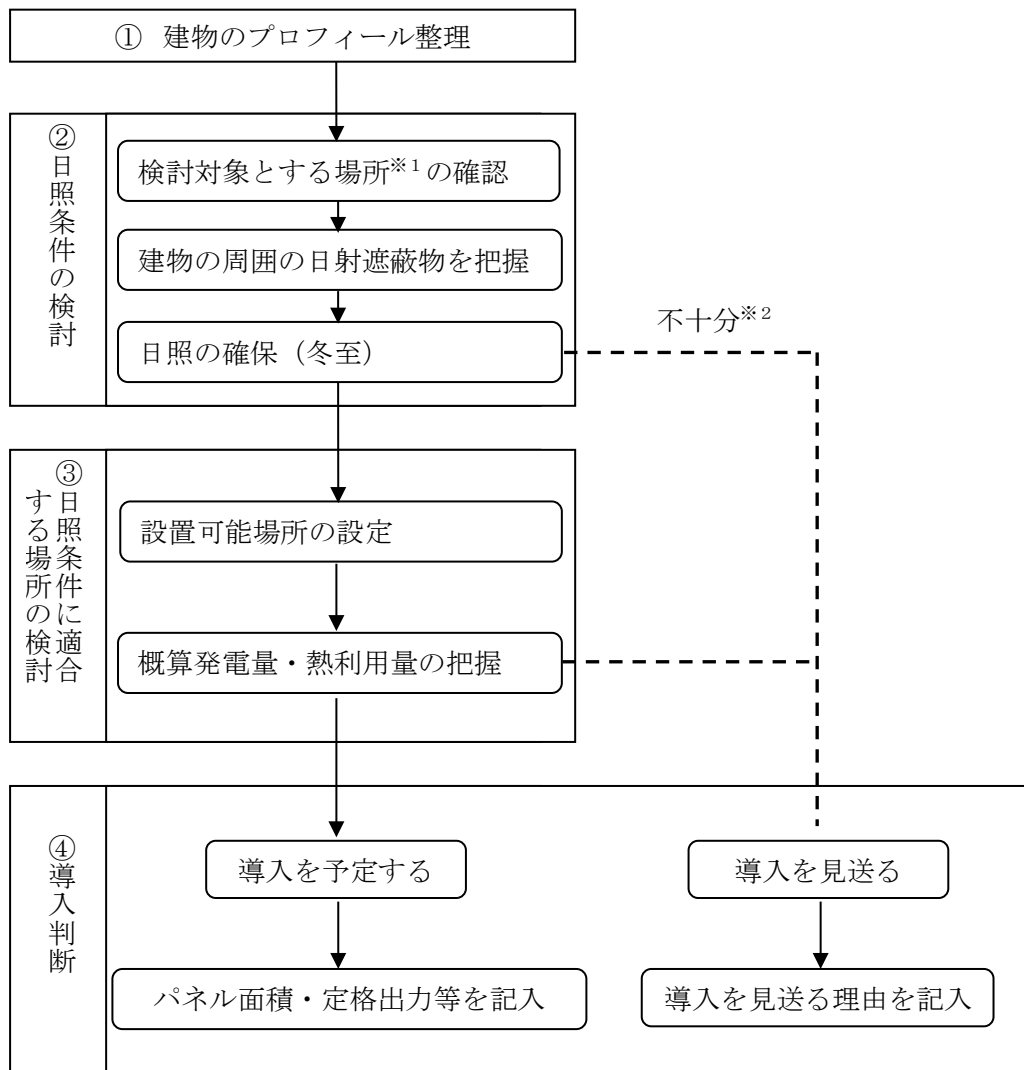 ① 建物のプロフィール整理
②日照条件の検討
検討対象とする場所※1の確認
建物の周囲の日射遮蔽物を把握
日照の確保（冬至）
不十分※2
③日照条件に適合
する場所の検討
設置可能場所の設定
概算発電量・熱利用量の把握
④導入判断
導入を予定する
導入を見送る
パネル面積・定格出力等を記入
導入を見送る理由を記入